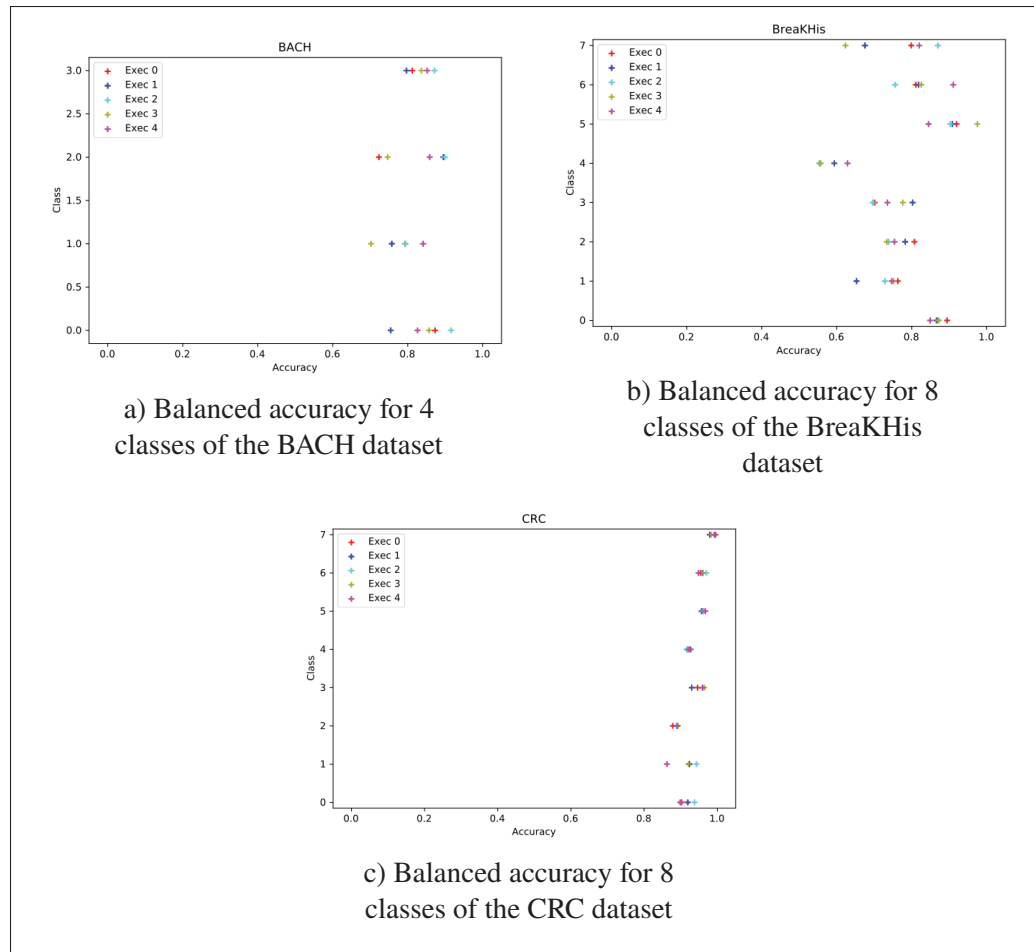 BACH
3.0
2.5
2.0
1.5
1.0
0.5
0.0
Class
Exec 0
Exec 1
Exec 2
Exec 3
Exec 4
0.0 0.2 0.4 0.6 0.8 1.0
Accuracy
a) Balanced accuracy for 4
classes of the BACH dataset
BreaKHis
7
6
5
4
3
2
1
0
Class
Exec 0
Exec 1
Exec 2
Exec 3
Exec 4
0.0 0.2 0.4 0.6 0.8 1.0
Accuracy
b) Balanced accuracy for 8
classes of the BreaKHis
dataset
CRC
7
6
5
4
3
2
1
0
Class
Exec 0
Exec 1
Exec 2
Exec 3
Exec 4
0.0 0.2 0.4 0.6 0.8 1.0
Accuracy
c) Balanced accuracy for 8
classes of the CRC dataset